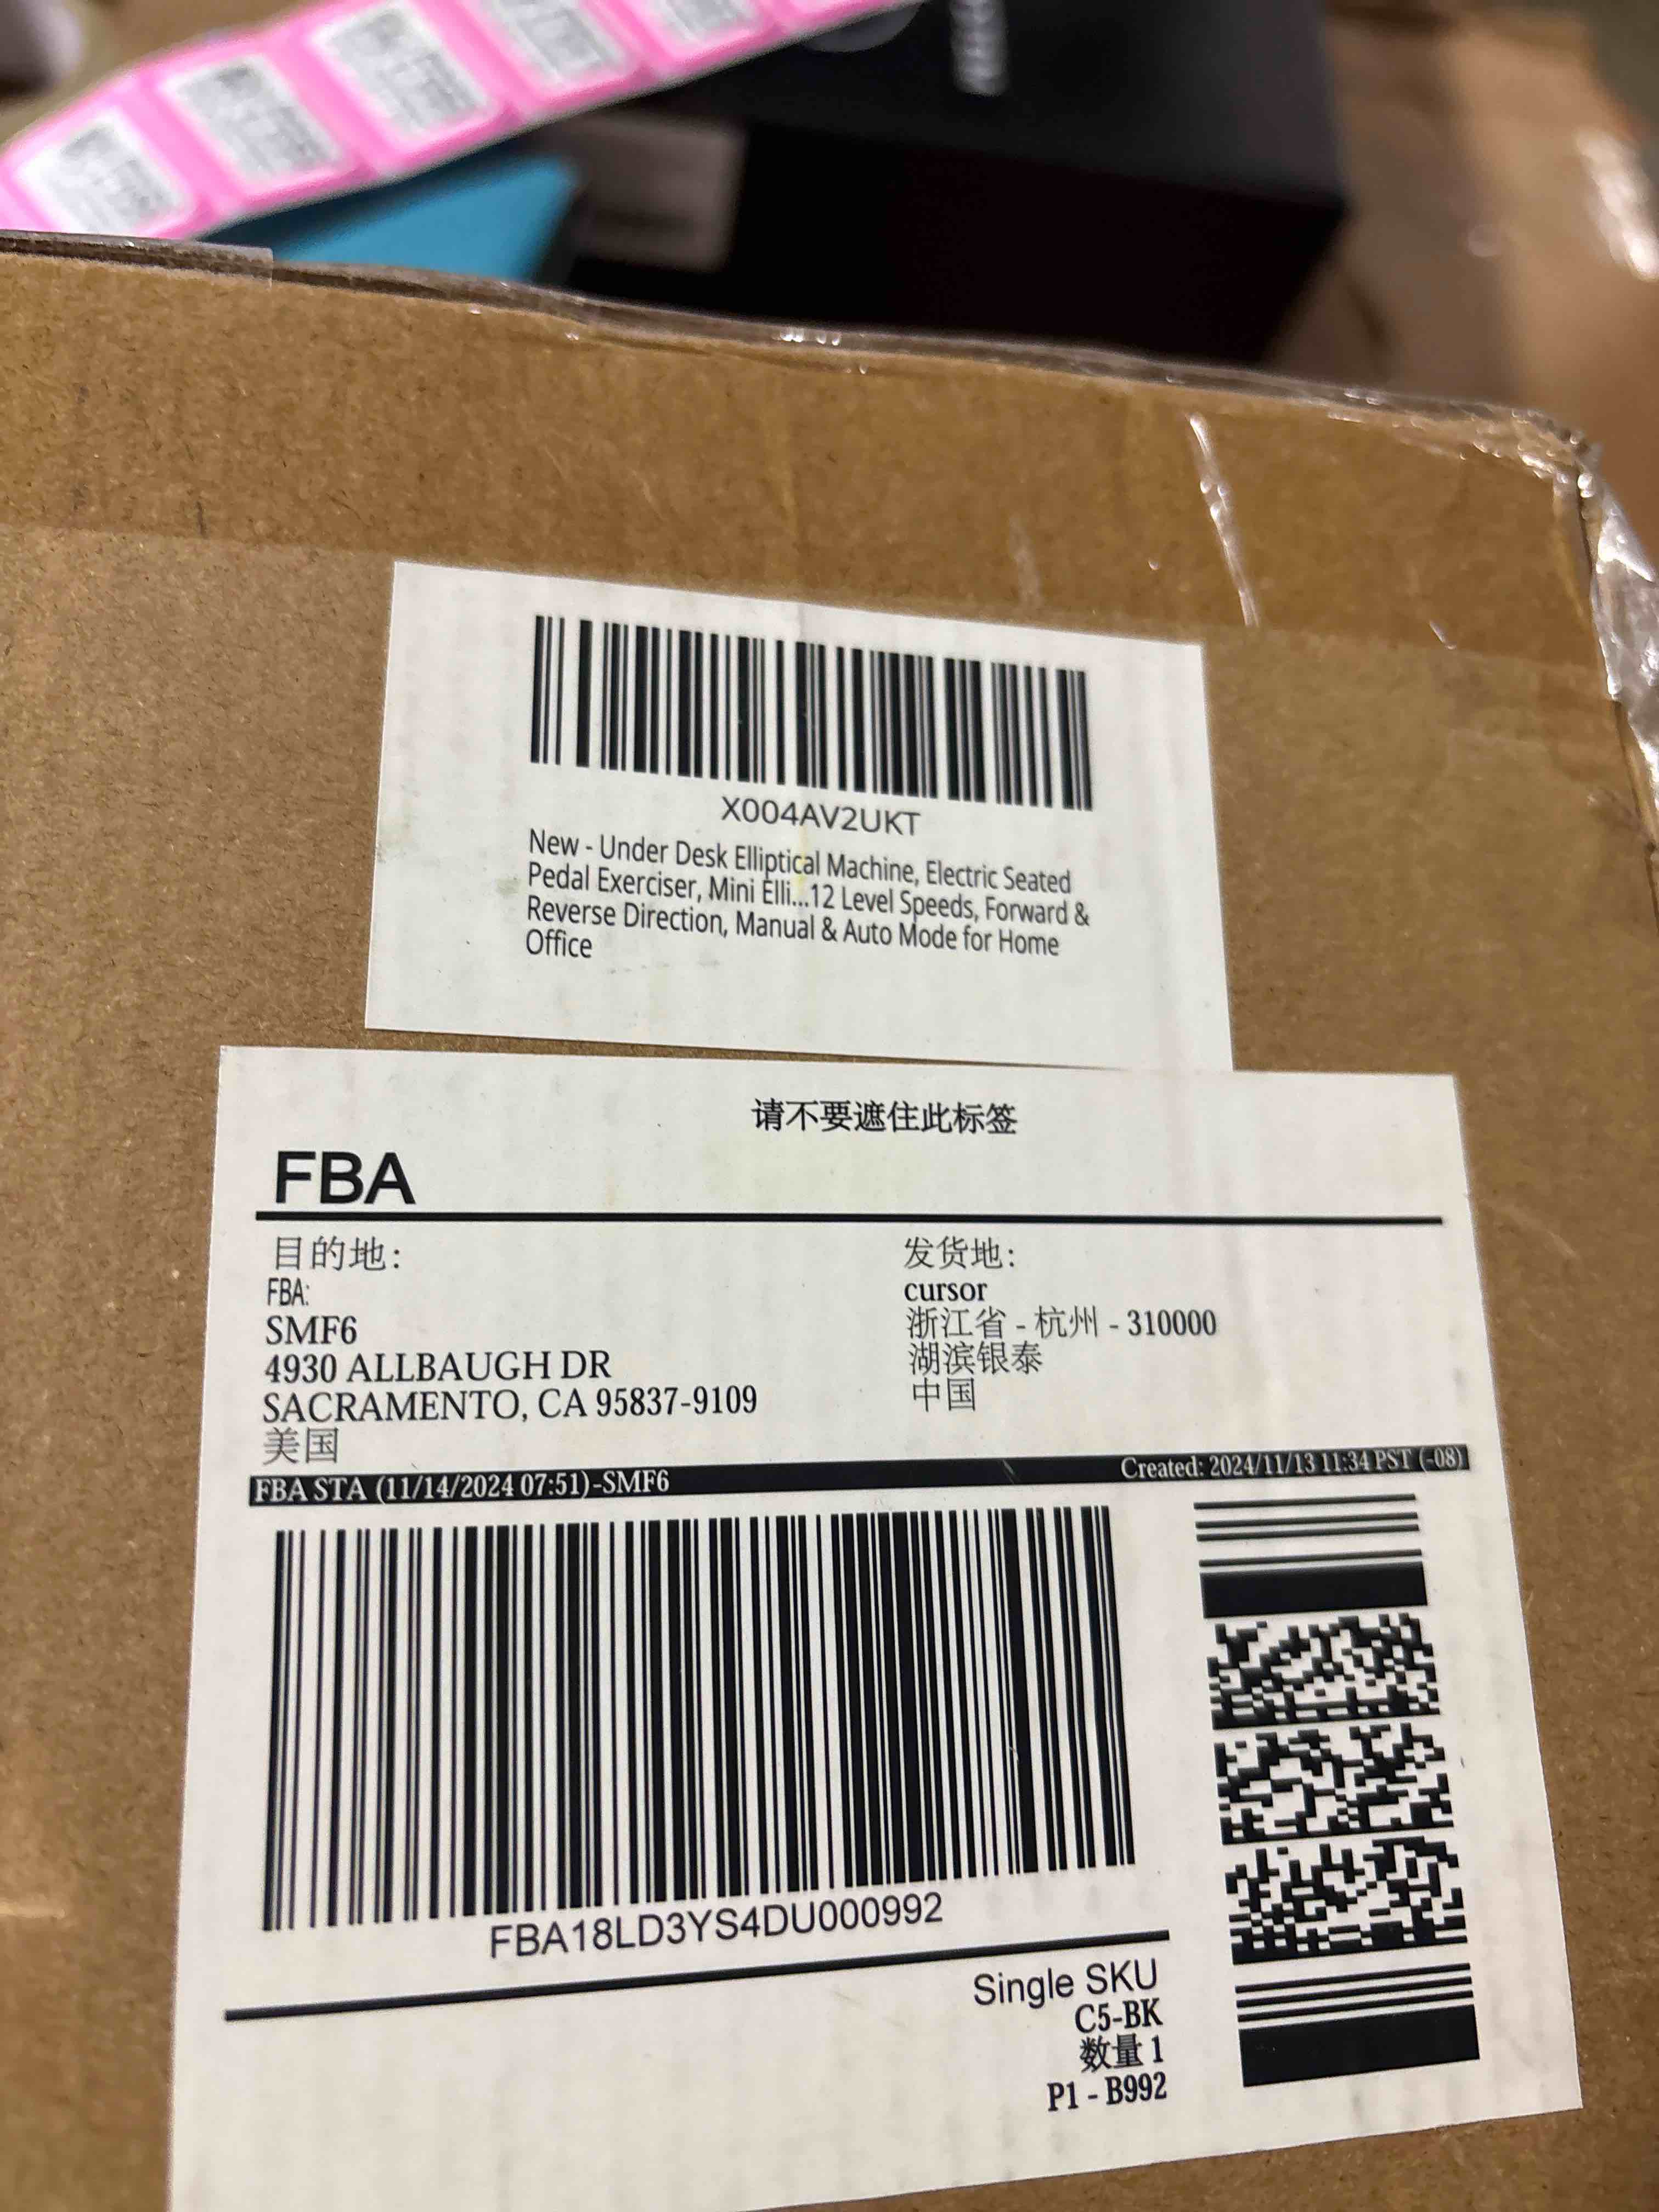 X004AV2UKT
New - Under Desk Elliptical Machine, Electric Seated
Pedal Exerciser, Mini Elli...12 Level Speeds, Forward &
Reverse Direction, Manual & Auto Mode for Home
Office
请不要遮住此标签
FBA
目的地:
FBA:
SMF6
4930 ALLBAUGH DR
SACRAMENTO, CA 95837-9109
美国
发货地:
cursor
浙江省 - 杭州 - 310000
湖滨银泰
中国
FBA STA (11/14/2024 07:51)-SMF6
Created: 2024/11/13 11:34 PST (-08)
FBA18LD3YS4DU000992
Single SKU
C5-BK
数量 1
P1 - B992